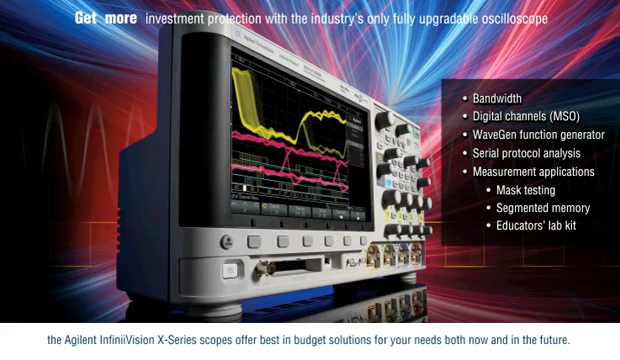 Get more investment protection with the industry's only fully upgradable oscilloscope
Agilent Technologies
• Bandwidth
• Digital channels (MSO)
• WaveGen function generator
• Serial protocol analysis
• Measurement applications
• Mask testing
• Segmented memory
• Educators' lab kit
the Agilent InfiniiVision X-Series scopes offer best in budget solutions for your needs both now and in the future.